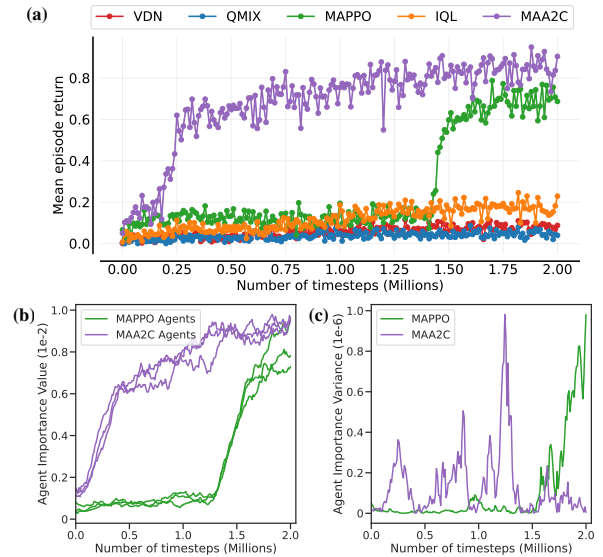 (a)
VDN QMIX MAPPO IQL MAA2C
Mean episode return
0.8
0.6
0.4
0.2
0.0
0.00 0.25 0.50 0.75 1.00 1.25 1.50 1.75 2.00
Number of timesteps (Millions)
(b)
MAPPO Agents
MAA2C Agents
Agent Importance Value (1e-2)
1.0
0.8
0.6
0.4
0.2
0
0.0 0.5 1.0 1.5 2.0
Number of timesteps (Millions)
(c)
MAPPO
MAA2C
Agent Importance Variance (1e-6)
1.0
0.8
0.6
0.4
0.2
0
0.0 0.5 1.0 1.5 2.0
Number of timesteps (Millions)